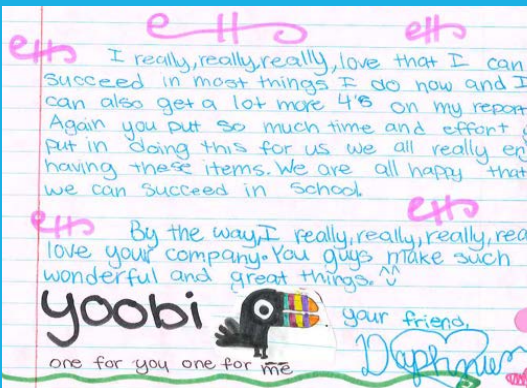 I really, really, really, love that I can
succeed in most things I do now and I
can also get a lot more 4's on my report
Again you put so much time and effort
put in doing this for us we all really
having these items. We are all happy that
we can succeed in school.
By the way, I really, really, really,
love your company. You guys make such
wonderful and great things. ^^
yoobi
your friend,
one for you one for me